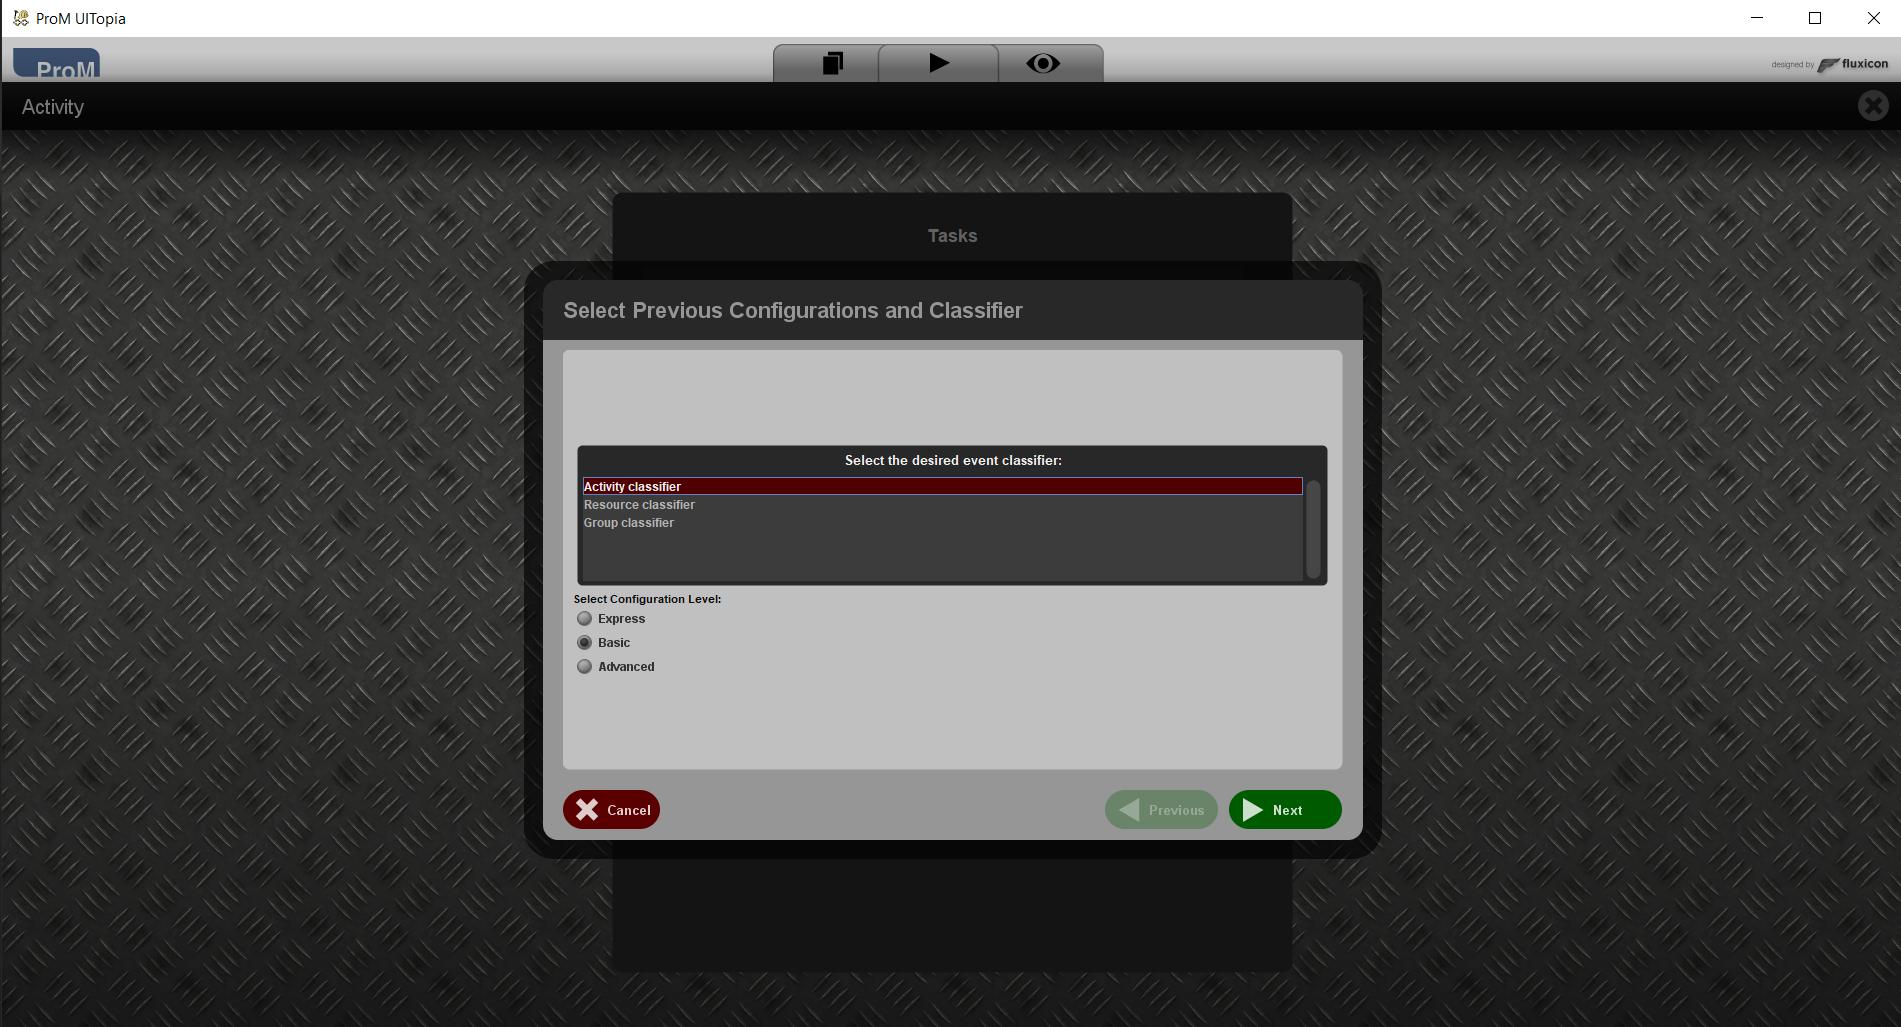 ProM UITopia
ProM
designed by fluxicon
Activity
Tasks
Select Previous Configurations and Classifier
Select the desired event classifier:
Activity classifier
Resource classifier
Group classifier
Select Configuration Level:
Express
Basic
Advanced
Cancel
Previous
Next